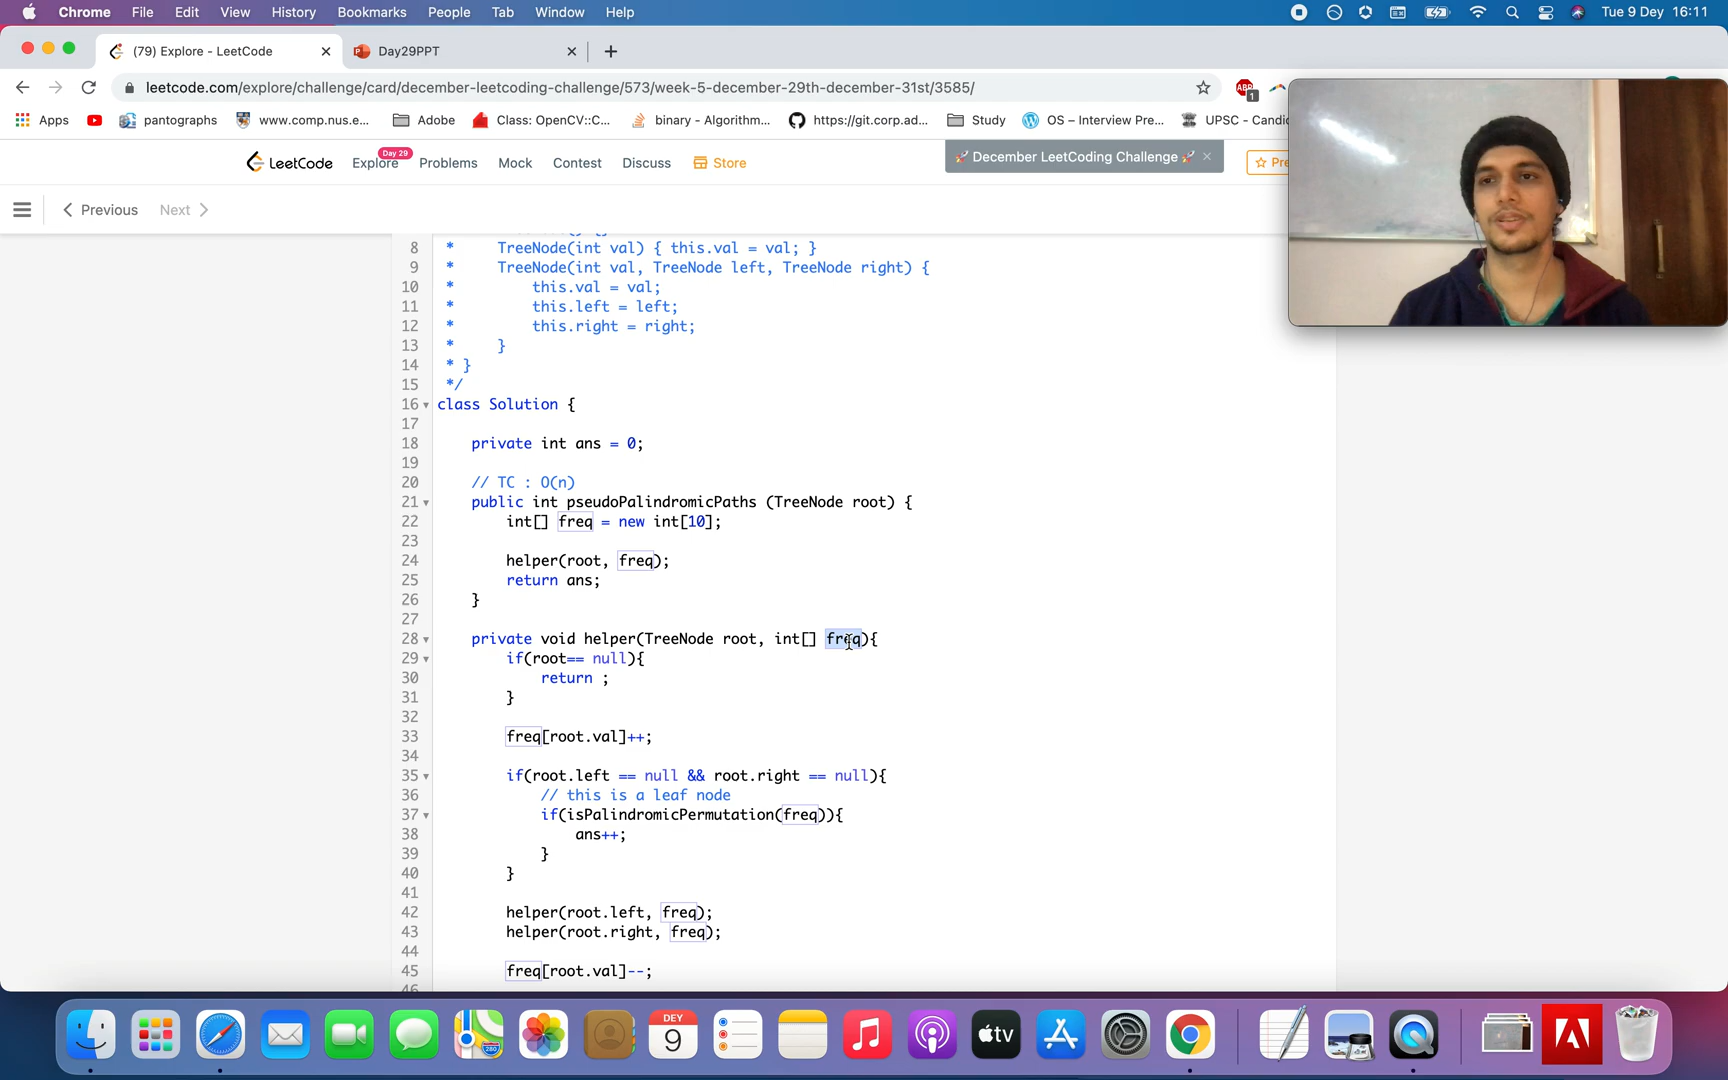 Chrome File Edit View History Bookmarks People Tab Window Help Tue 9 Dey 16:11
(79) Explore - LeetCode Day29PPT
leetcode.com/explore/challenge/card/december-leetcoding-challenge/573/week-5-december-29th-december-31st/3585/ ABP 1
Apps pantographs www.comp.nus.e... Adobe Class: OpenCV::C... binary - Algorithm... https://git.corp.ad... Study OS – Interview Pre... UPSC - Candi
LeetCode Explore Day 29 Problems Mock Contest Discuss Store 🚀 December LeetCoding Challenge 🚀 × Pre
Previous Next
8 * TreeNode(int val) { this.val = val; }
9 * TreeNode(int val, TreeNode left, TreeNode right) {
10 * this.val = val;
11 * this.left = left;
12 * this.right = right;
13 * }
14 * }
15 */
16 class Solution {
17
18 private int ans = 0;
19
20 // TC : O(n)
21 public int pseudoPalindromicPaths (TreeNode root) {
22 int[] freq = new int[10];
23
24 helper(root, freq);
25 return ans;
26 }
27
28 private void helper(TreeNode root, int[] freq){
29 if(root== null){
30 return ;
31 }
32
33 freq[root.val]++;
34
35 if(root.left == null && root.right == null){
36 // this is a leaf node
37 if(isPalindromicPermutation(freq)){
38 ans++;
39 }
40 }
41
42 helper(root.left, freq);
43 helper(root.right, freq);
44
45 freq[root.val]--;
46
DEY
9
tv